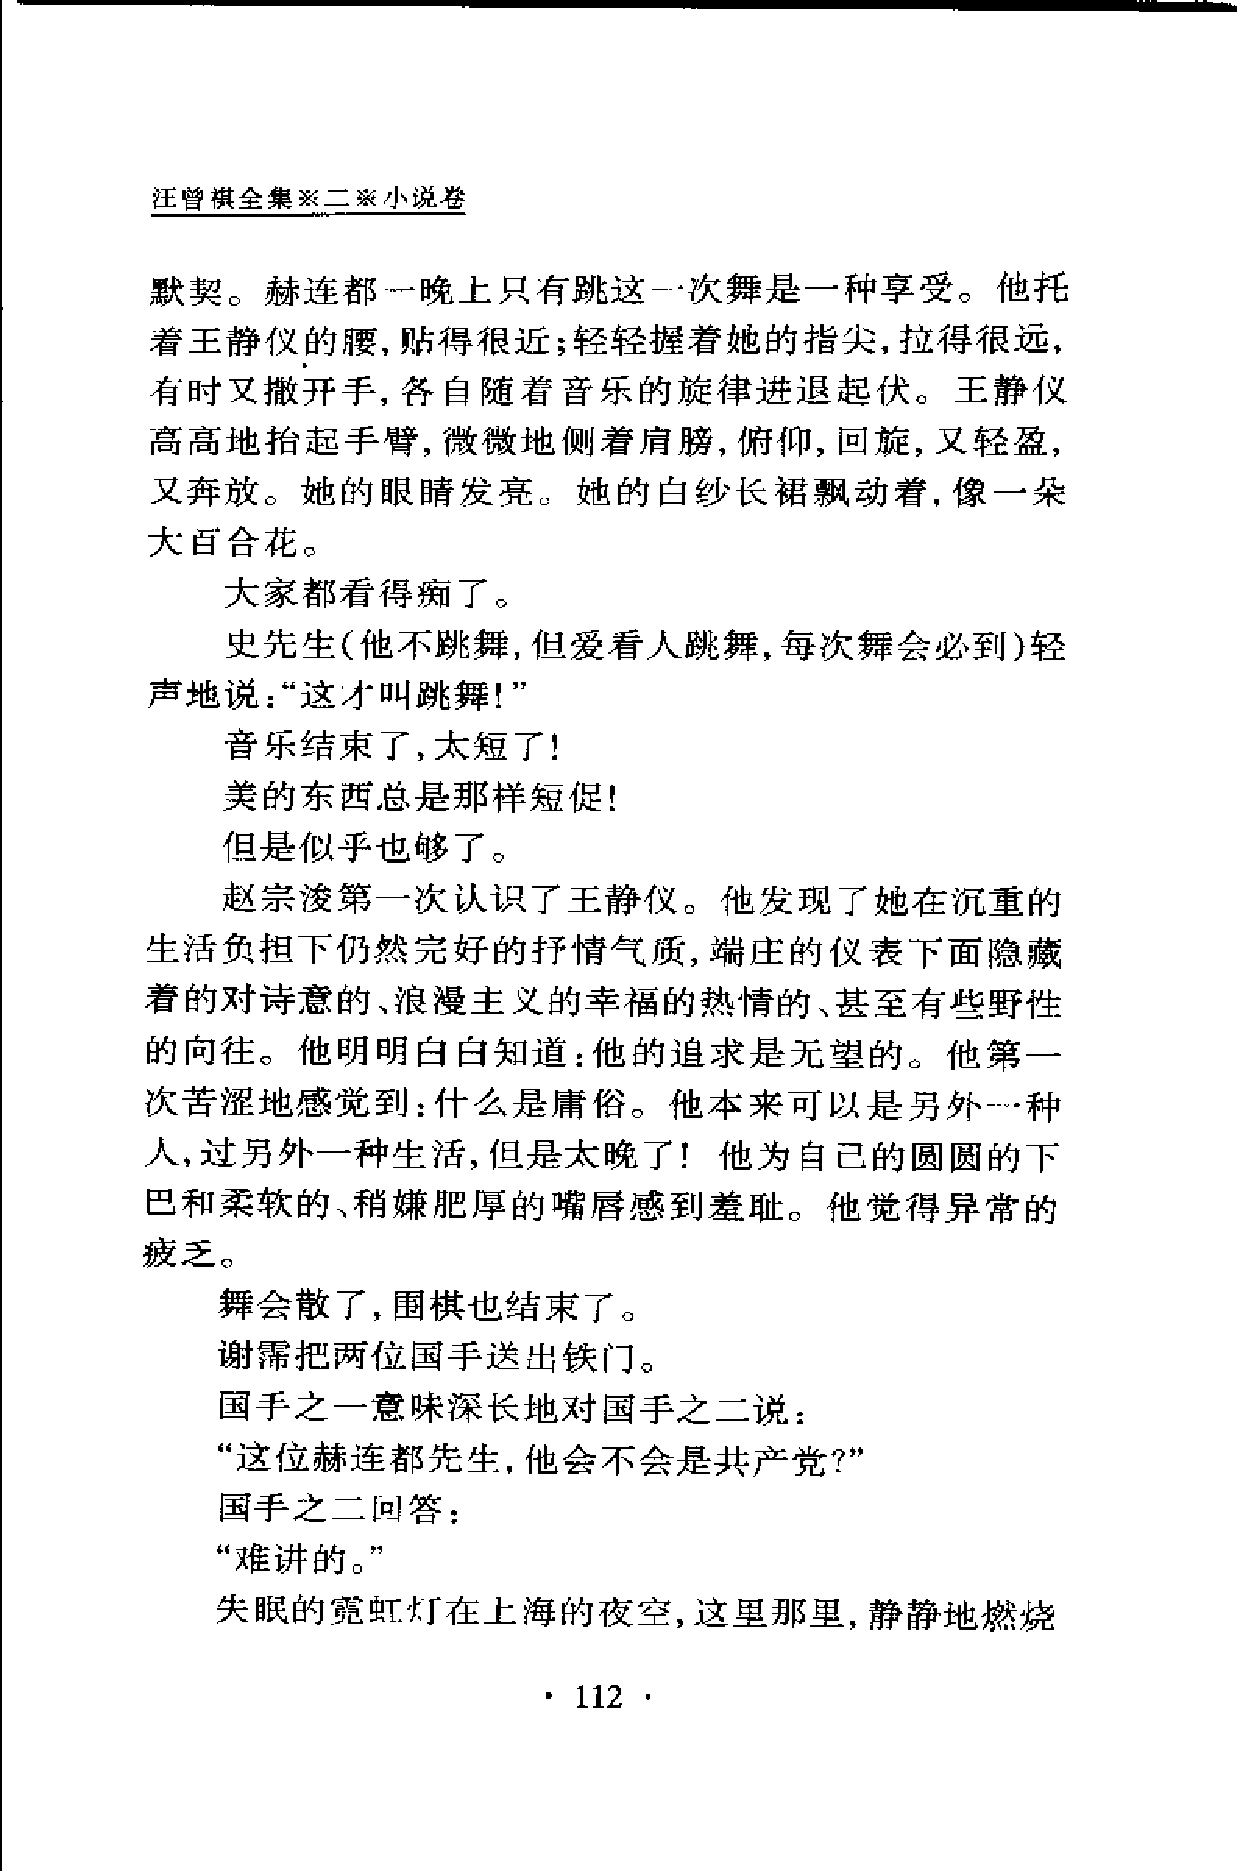 汪曾祺全集※二※小说卷
默契。赫连都一晚上只有跳这一次舞是一种享受。他托
着王静仪的腰,贴得很近;轻轻握着她的指尖,拉得很远,
有时又撒开手,各自随着音乐的旋律进退起伏。王静仪
高高地抬起手臂,微微地侧着肩膀,俯仰,回旋,又轻盈,
又奔放。她的眼睛发亮。她的白纱长裙飘动着,像一朵
大百合花。
大家都看得痴了。
史先生(他不跳舞,但爱看人跳舞,每次舞会必到)轻
声地说:“这才叫跳舞!”
音乐结束了,太短了!
美的东西总是那样短促!
但是似乎也够了。
赵宗浚第一次认识了王静仪。他发现了她在沉重的
生活负担下仍然完好的抒情气质,端庄的仪表下面隐藏
着的对诗意的、浪漫主义的幸福的热情的、甚至有些野性
的向往。他明明白白知道:他的追求是无望的。他第一
次苦涩地感觉到:什么是庸俗。他本来可以是另外一种
人,过另外一种生活,但是太晚了!他为自己的圆圆的下
巴和柔软的、稍嫌肥厚的嘴唇感到羞耻。他觉得异常的
疲乏。
舞会散了,围棋也结束了。
谢霈把两位国手送出铁门。
国手之一意味深长地对国手之二说:
“这位赫连都先生,他会不会是共产党?”
国手之二回答:
“难讲的。”
失眠的霓虹灯在上海的夜空,这里那里,静静地燃烧
· 112 ·